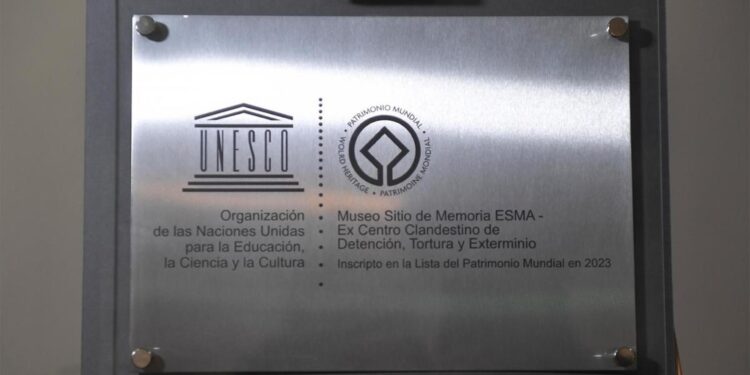 UNESCO
Organización
de las Naciones Unidas
para la Educación,
la Ciencia y la Cultura
PATRIMONIO MUNDIAL •
WOLRD HERITAGE •
PATRIMOINE MONDIAL •
Museo Sitio de Memoria ESMA -
Ex Centro Clandestino de
Detención, Tortura y Exterminio
Inscripto en la Lista del Patrimonio Mundial en 2023